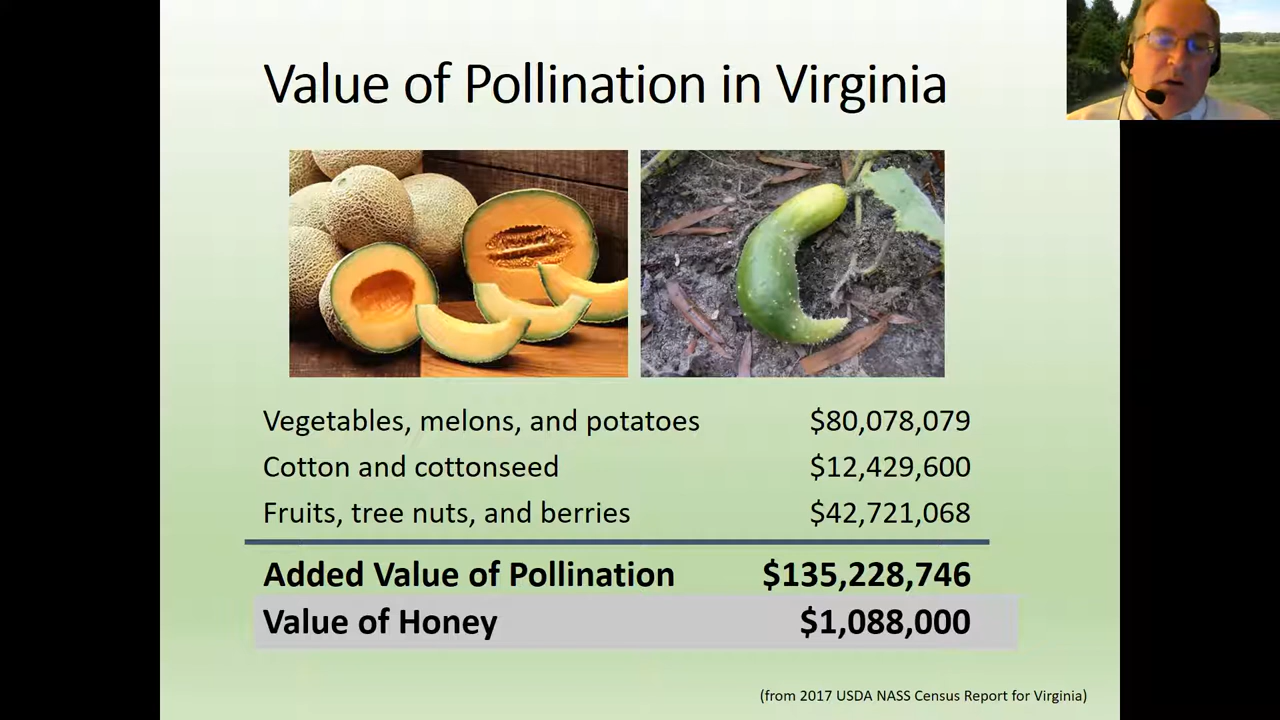 Value of Pollination in Virginia
Vegetables, melons, and potatoes $80,078,079
Cotton and cottonseed $12,429,600
Fruits, tree nuts, and berries $42,721,068
Added Value of Pollination $135,228,746
Value of Honey $1,088,000
(from 2017 USDA NASS Census Report for Virginia)